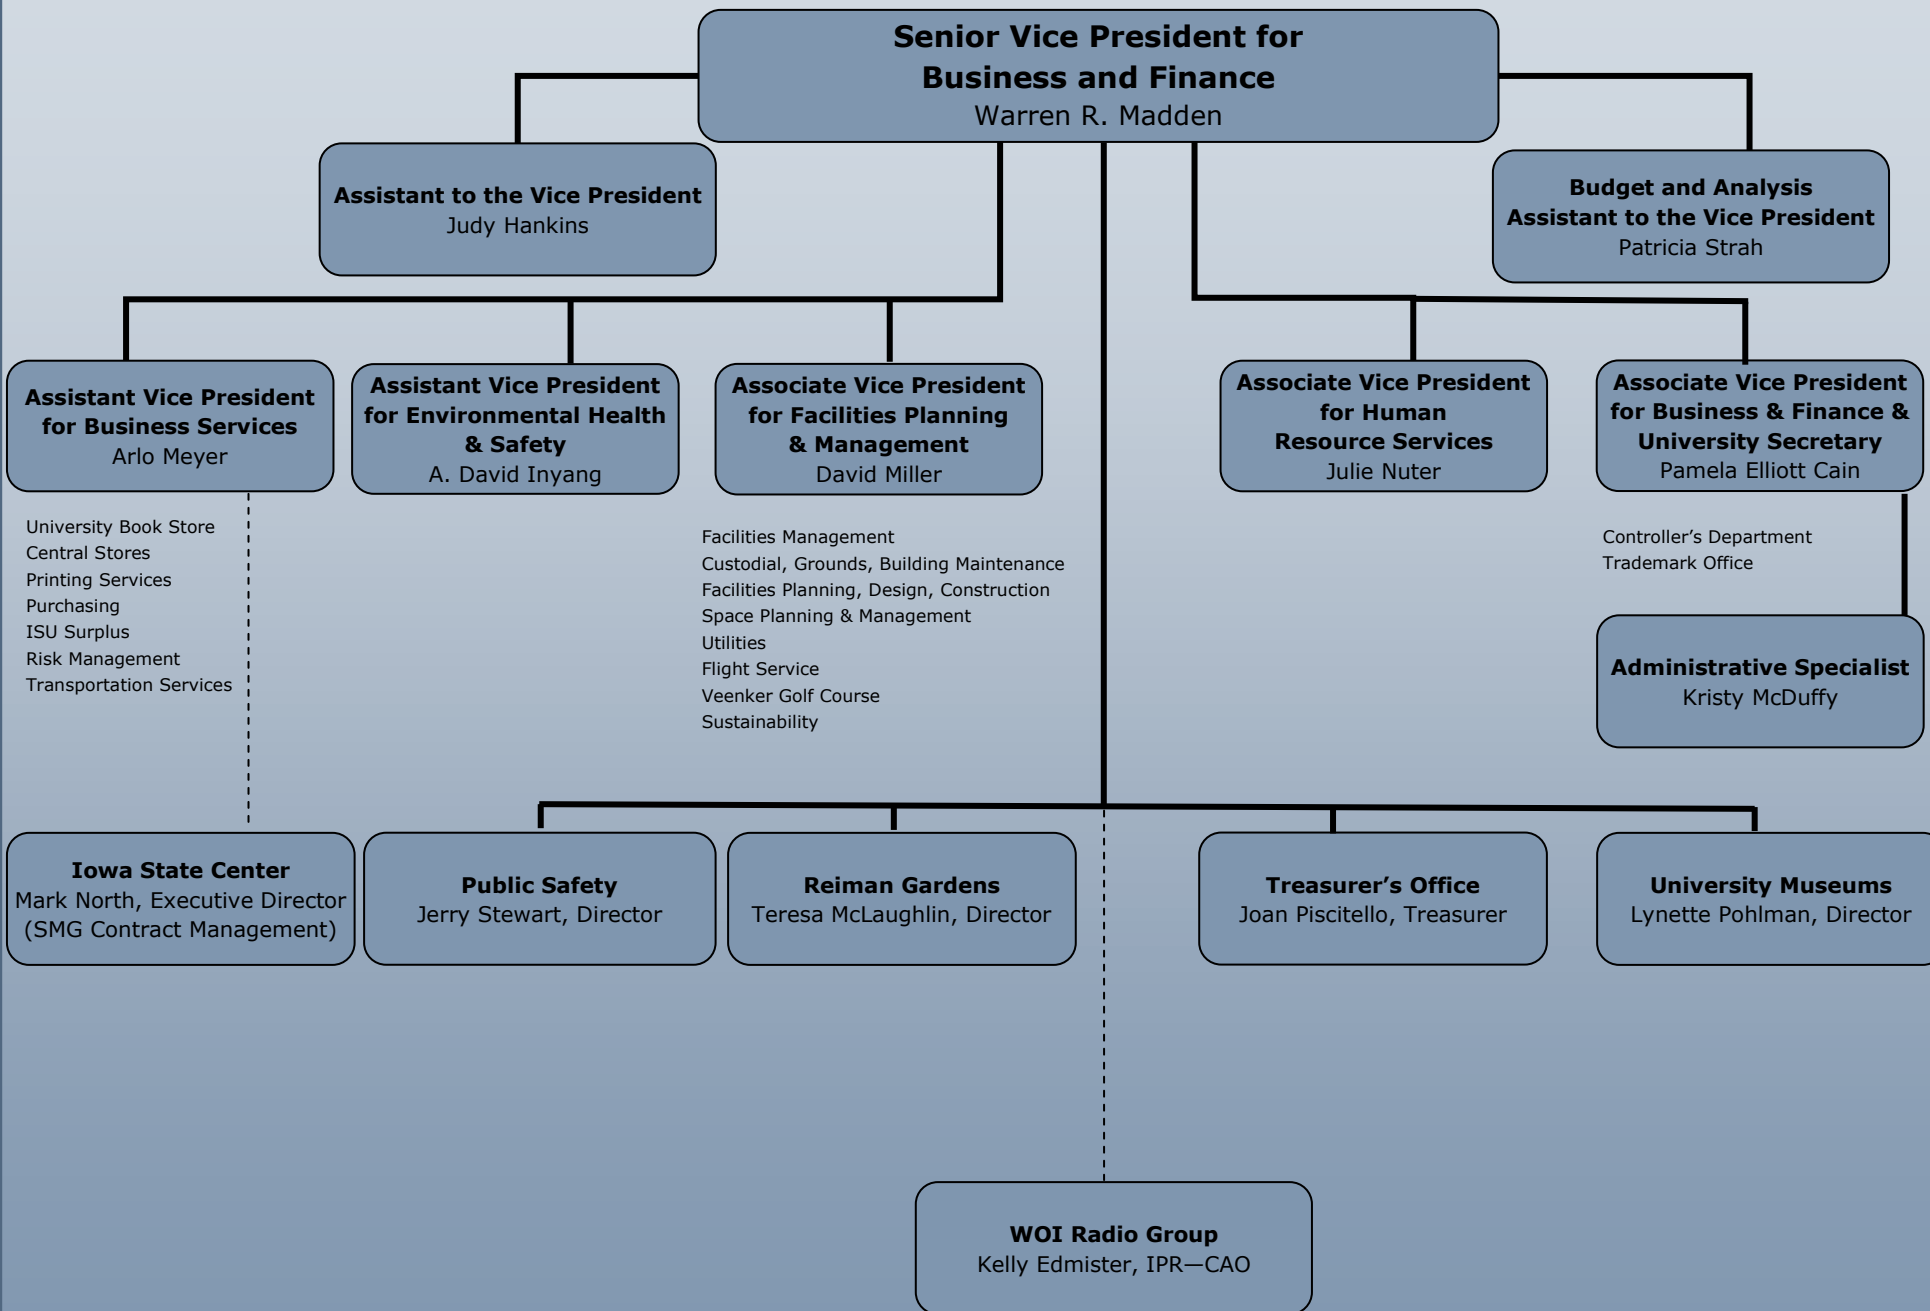 Senior Vice President for
Business and Finance
Warren R. Madden
Assistant to the Vice President
Judy Hankins
Budget and Analysis
Assistant to the Vice President
Patricia Strah
Assistant Vice President
for Business Services
Arlo Meyer
Assistant Vice President
for Environmental Health
& Safety
A. David Inyang
Associate Vice President
for Facilities Planning
& Management
David Miller
Associate Vice President
for Human
Resource Services
Julie Nuter
Associate Vice President
for Business & Finance &
University Secretary
Pamela Elliott Cain
University Book Store
Central Stores
Printing Services
Purchasing
ISU Surplus
Risk Management
Transportation Services
Facilities Management
Custodial, Grounds, Building Maintenance
Facilities Planning, Design, Construction
Space Planning & Management
Utilities
Flight Service
Veenker Golf Course
Sustainability
Controller’s Department
Trademark Office
Administrative Specialist
Kristy McDuffy
Iowa State Center
Mark North, Executive Director
(SMG Contract Management)
Public Safety
Jerry Stewart, Director
Reiman Gardens
Teresa McLaughlin, Director
Treasurer’s Office
Joan Piscitello, Treasurer
University Museums
Lynette Pohlman, Director
WOI Radio Group
Kelly Edmister, IPR—CAO